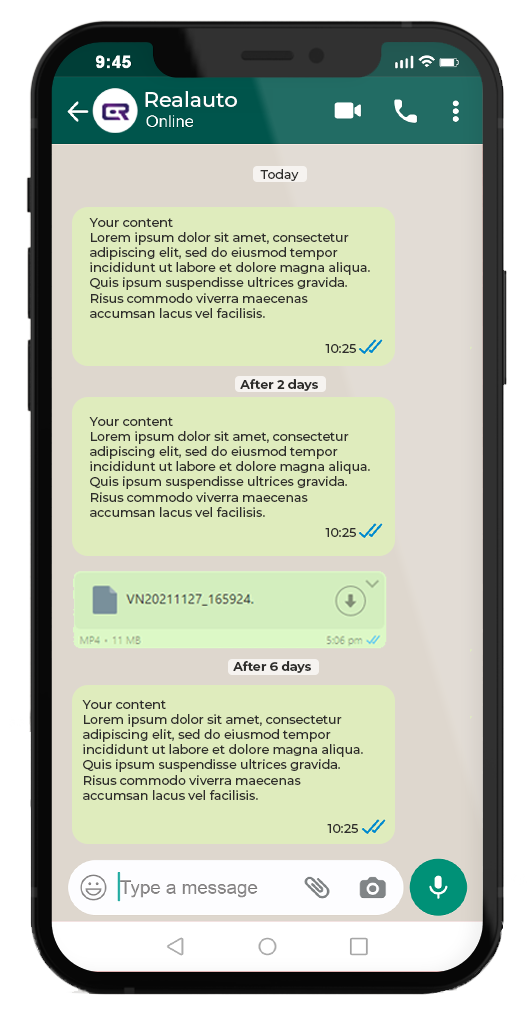 9:45
Realauto
Online
Today
Your content
Lorem ipsum dolor sit amet, consectetur
adipiscing elit, sed do eiusmod tempor
incididunt ut labore et dolore magna aliqua.
Quis ipsum suspendisse ultrices gravida.
Risus commodo viverra maecenas
accumsan lacus vel facilisis.
10:25
After 2 days
Your content
Lorem ipsum dolor sit amet, consectetur
adipiscing elit, sed do eiusmod tempor
incididunt ut labore et dolore magna aliqua.
Quis ipsum suspendisse ultrices gravida.
Risus commodo viverra maecenas
accumsan lacus vel facilisis.
10:25
VN20211127_165924.
MP4 • 11 MB 5:06 pm
After 6 days
Your content
Lorem ipsum dolor sit amet, consectetur
adipiscing elit, sed do eiusmod tempor
incididunt ut labore et dolore magna aliqua.
Quis ipsum suspendisse ultrices gravida.
Risus commodo viverra maecenas
accumsan lacus vel facilisis.
10:25
Type a message